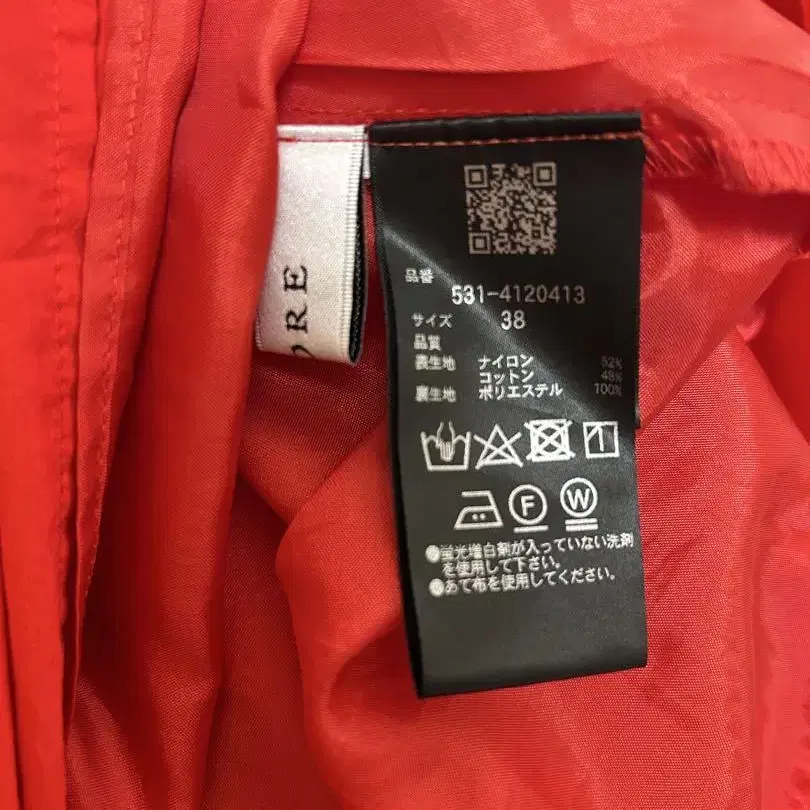 ORE
品番
531-4120413
サイズ 38
品質
表生地 ナイロン 52%
コットン 48%
裏生地 ポリエステル 100%
F W
蛍光増白剤が入っていない洗剤
を使用して下さい。
あて布を使用してください。